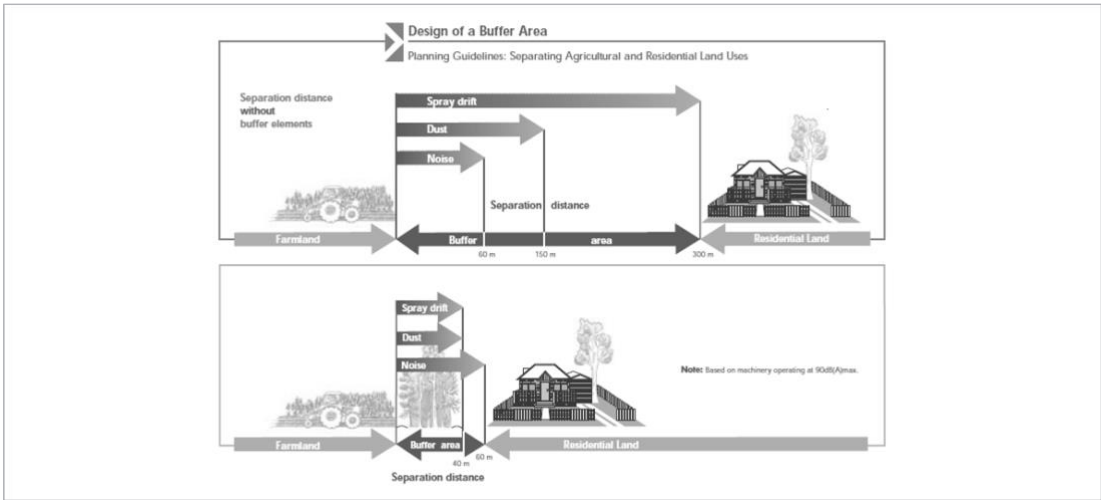 Design of a Buffer Area
Planning Guidelines: Separating Agricultural and Residential Land Uses
Separation distance
without
buffer elements
Spray drift
Dust
Noise
Separation distance
Farmland
Buffer area
Residential Land
60 m
150 m
300 m
Spray drift
Dust
Noise
Note: Based on machinery operating at 90dB(A)max.
Farmland
Buffer area
Residential Land
40 m
60 m
Separation distance